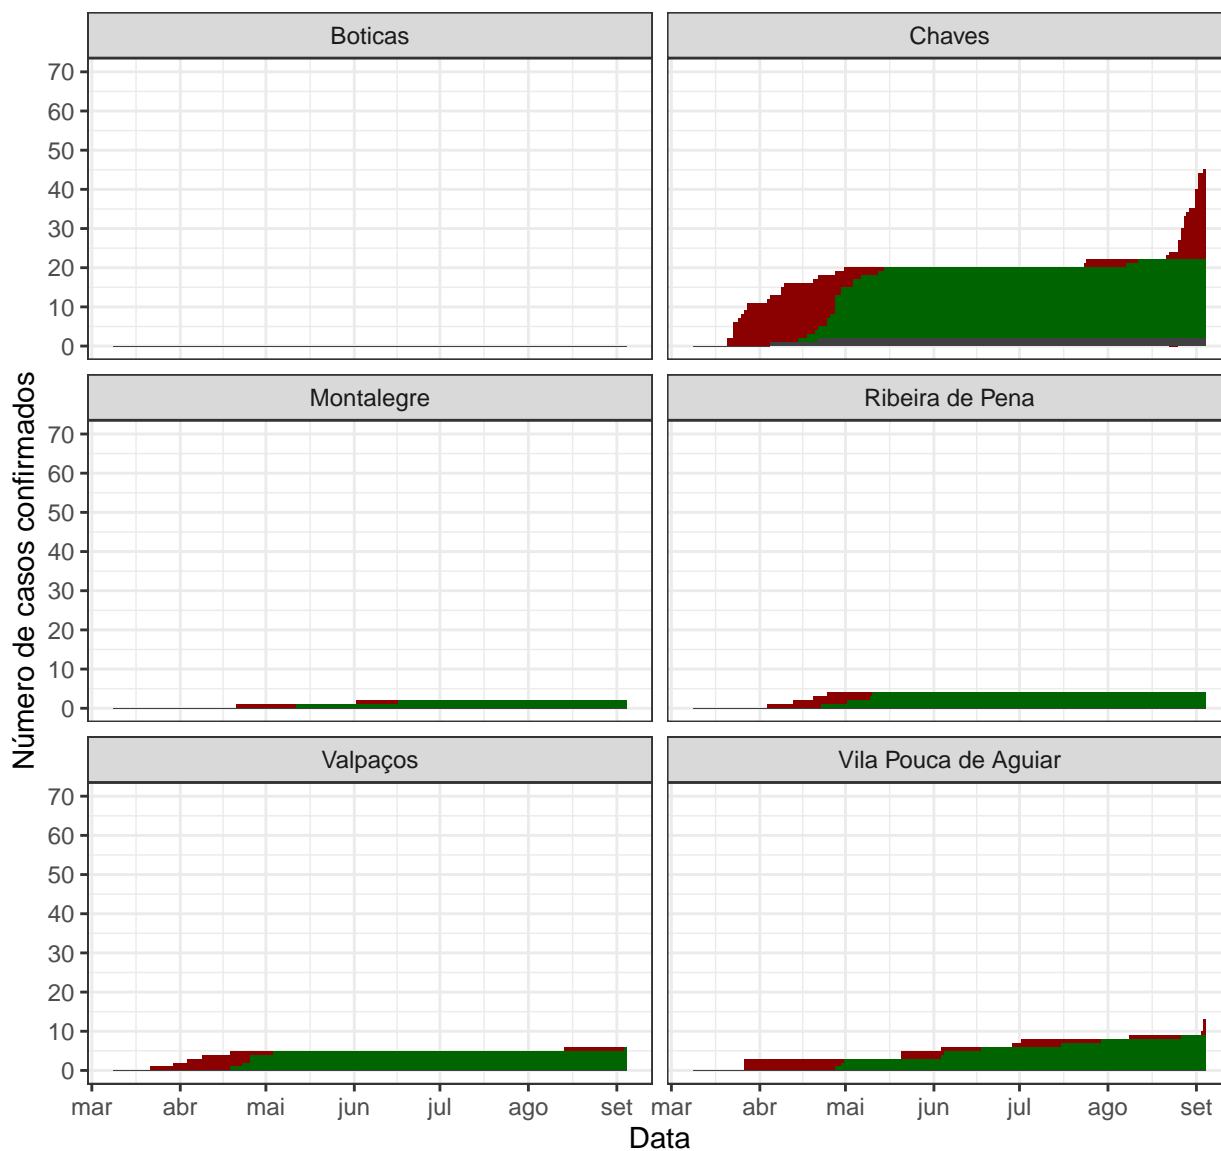 Boticas
Chaves
70
60
50
40
30
20
10
0
Montalegre
Ribeira de Pena
70
60
50
40
30
20
10
0
Valpaços
Vila Pouca de Aguiar
70
60
50
40
30
20
10
0
mar abr mai jun jul ago set
mar abr mai jun jul ago set
Data
Número de casos confirmados